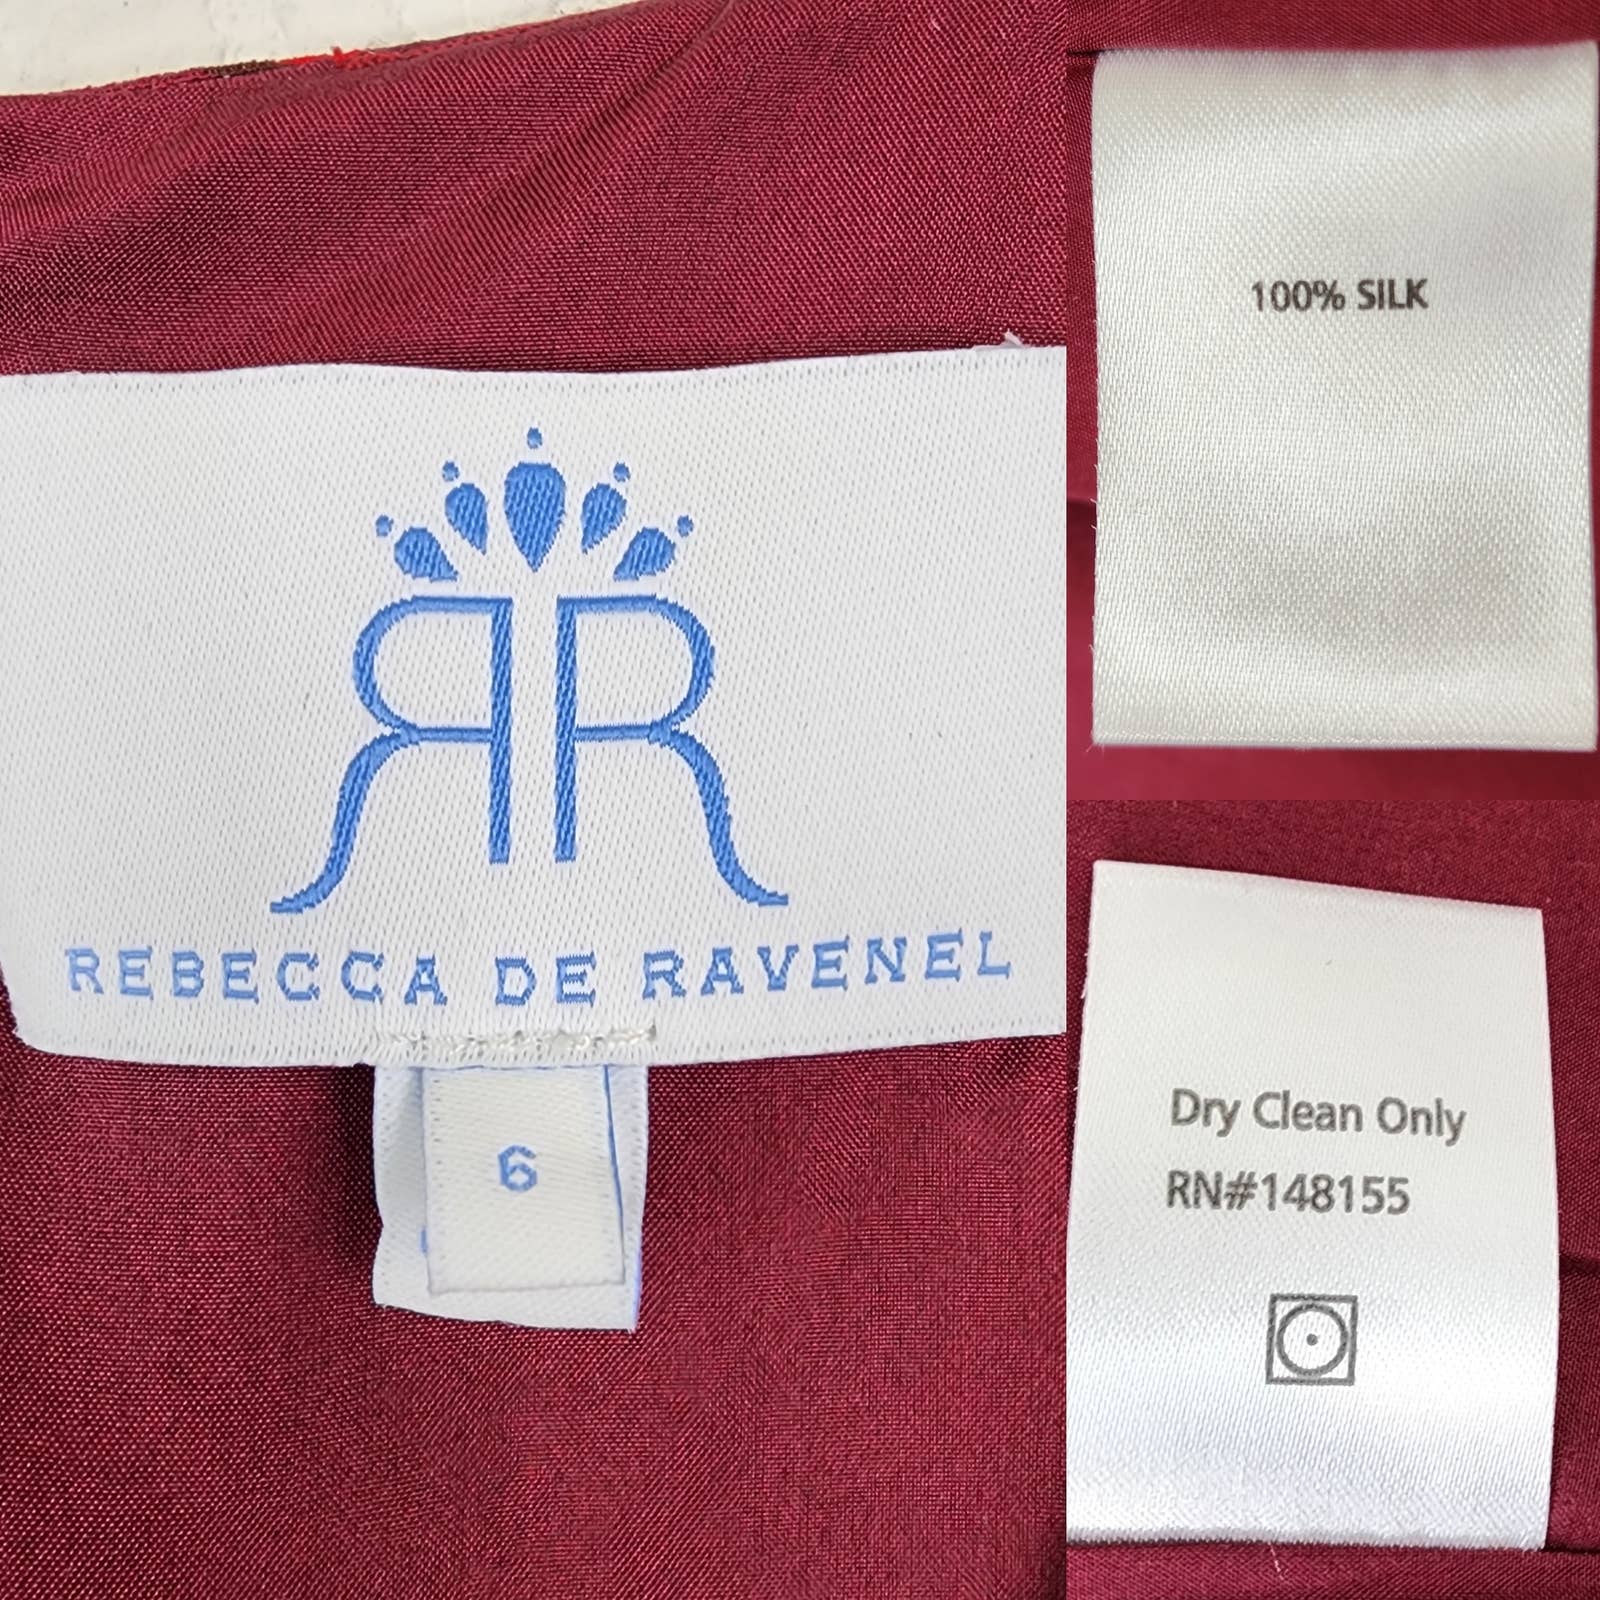 RR
REBECCA DE RAVENEL
6
100% SILK
Dry Clean Only
RN#148155